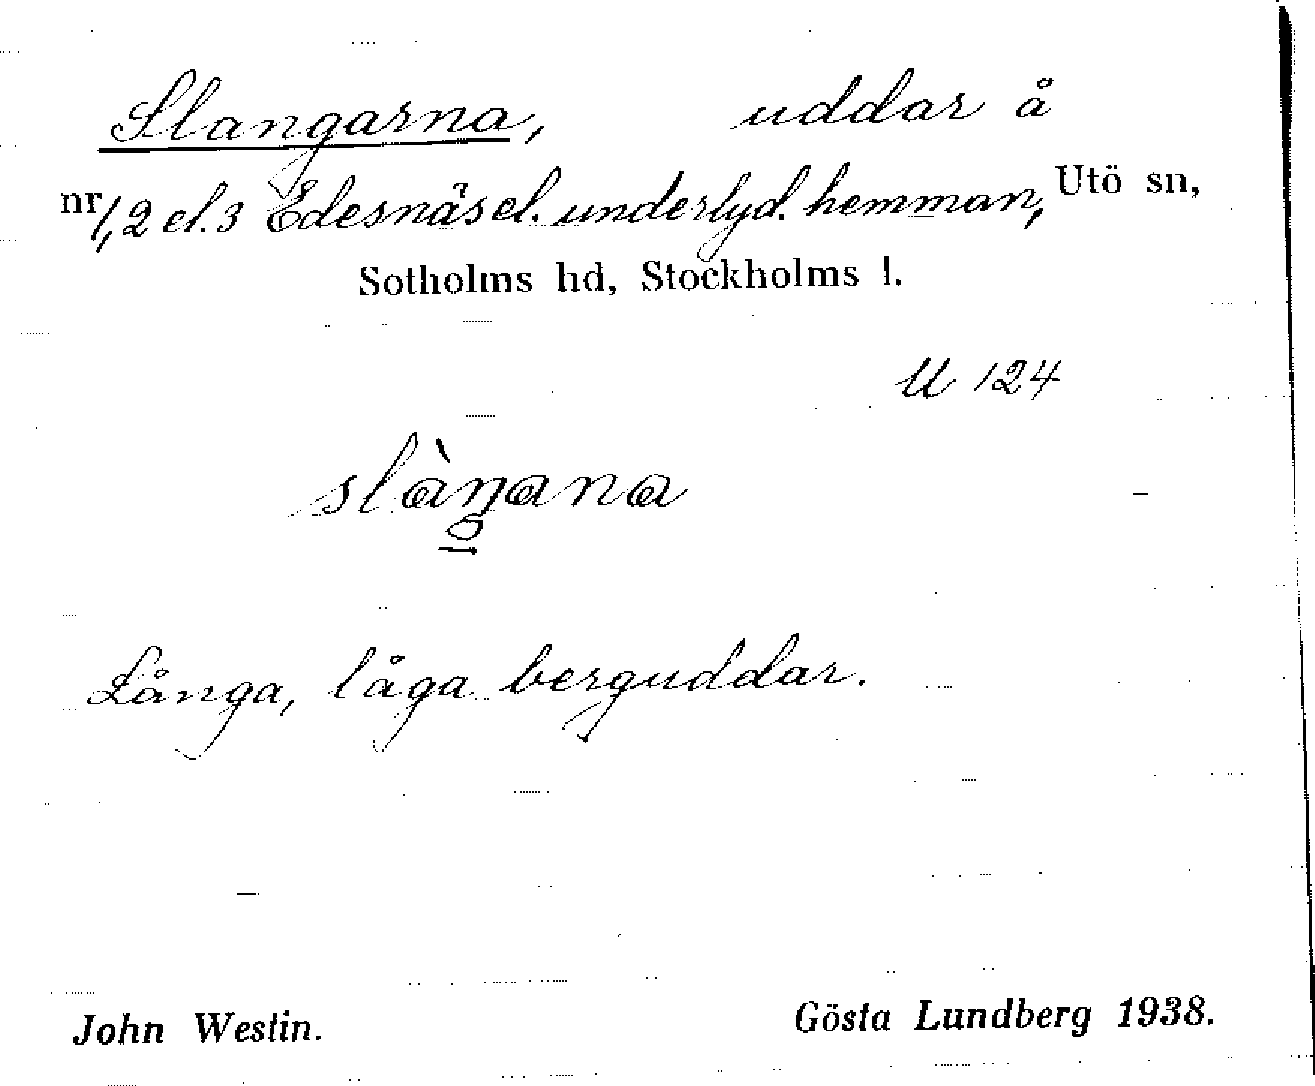 Slangarna, uddar å
nr 1, 2 el. 3 Edesnäs el. underlyd. hemman, Utö sn,
Sotholms hd, Stockholms l.
U 124
slàŋana
Långa, låga berguddar.
John Westin. Gösta Lundberg 1938.